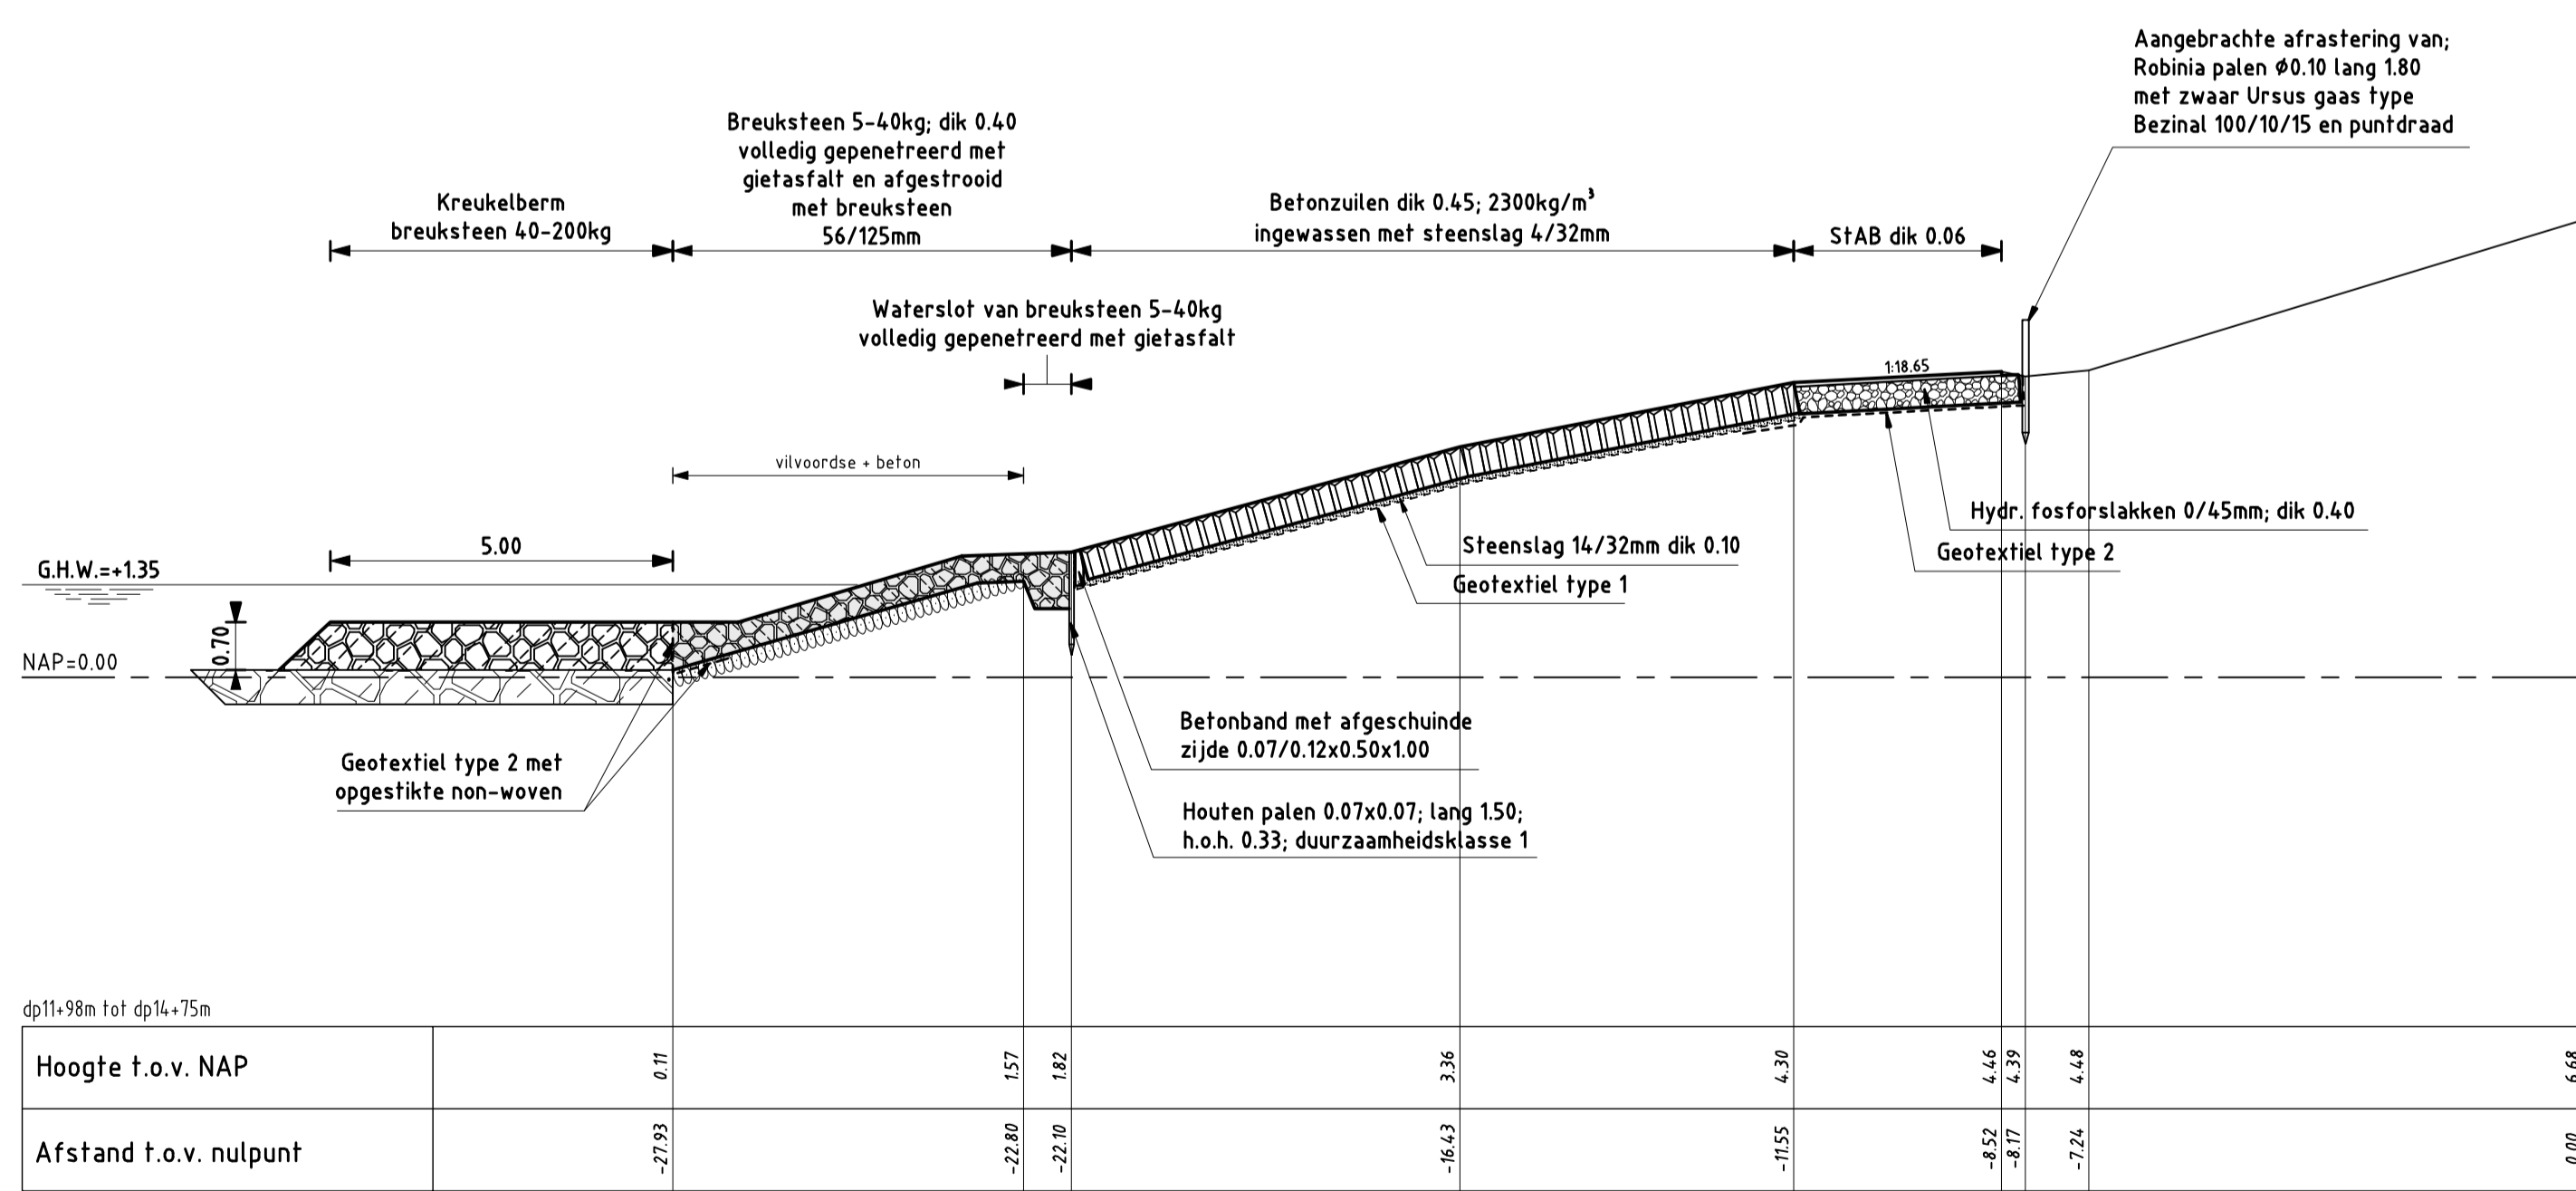 Aangebrachte afrastering van;
Robinia palen Ø0.10 lang 1.80
met zwaar Ursus gaas type
Bezinal 100/10/15 en puntdraad
Kreukelberm
breuksteen 40-200kg
Breuksteen 5-40kg; dik 0.40
volledig gepenetreerd met
gietasfalt en afgestrooid
met breuksteen
56/125mm
Betonzuilen dik 0.45; 2300kg/m³
ingewassen met steenslag 4/32mm
StAB dik 0.06
Waterslot van breuksteen 5-40kg
volledig gepenetreerd met gietasfalt
1:18.65
vilvoordse + beton
5.00
G.H.W.=+1.35
0.70
NAP=0.00
Hydr. fosforslakken 0/45mm; dik 0.40
Geotextiel type 2
Steenslag 14/32mm dik 0.10
Geotextiel type 1
Betonband met afgeschuinde
zijde 0.07/0.12x0.50x1.00
Geotextiel type 2 met
opgestikte non-woven
Houten palen 0.07x0.07; lang 1.50;
h.o.h. 0.33; duurzaamheidsklasse 1
dp11+98m tot dp14+75m
Hoogte t.o.v. NAP 0.11 1.57 1.82 3.36 4.30 4.46 4.39 4.48 6.68
Afstand t.o.v. nulpunt -27.93 -22.80 -22.10 -16.43 -11.55 -8.52 -8.17 -7.24 0.00